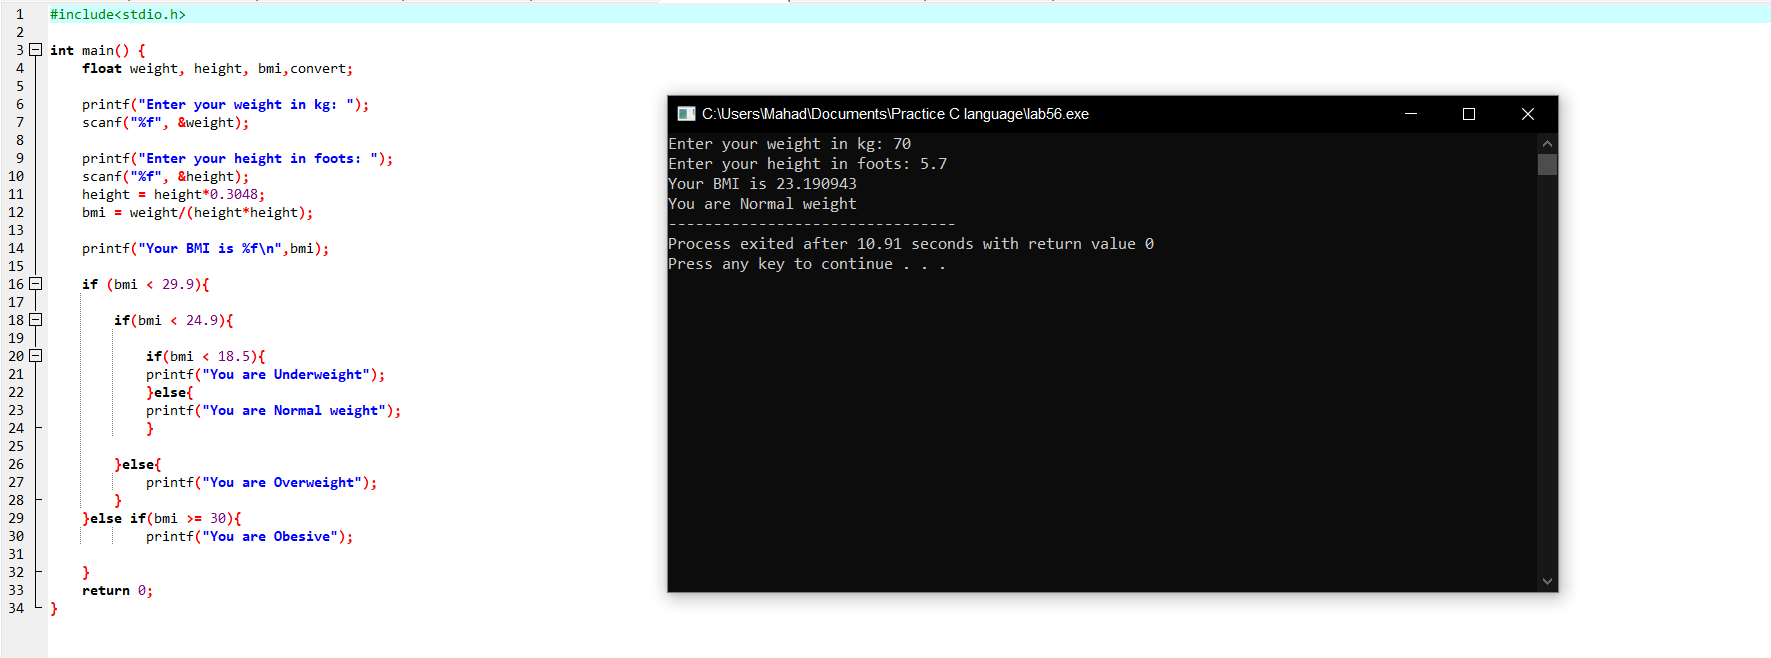 1 #include<stdio.h>
2
3 int main() {
4 float weight, height, bmi,convert;
5
6 printf("Enter your weight in kg: ");
7 scanf("%f", &weight);
8
9 printf("Enter your height in foots: ");
10 scanf("%f", &height);
11 height = height*0.3048;
12 bmi = weight/(height*height);
13
14 printf("Your BMI is %f\n",bmi);
15
16 if (bmi < 29.9){
17
18 if(bmi < 24.9){
19
20 if(bmi < 18.5){
21 printf("You are Underweight");
22 }else{
23 printf("You are Normal weight");
24 }
25
26 }else{
27 printf("You are Overweight");
28 }
29 }else if(bmi >= 30){
30 printf("You are Obesive");
31
32 }
33 return 0;
34 }
C:\Users\Mahad\Documents\Practice C language\lab56.exe
Enter your weight in kg: 70
Enter your height in foots: 5.7
Your BMI is 23.190943
You are Normal weight
--------------------------------
Process exited after 10.91 seconds with return value 0
Press any key to continue . . .